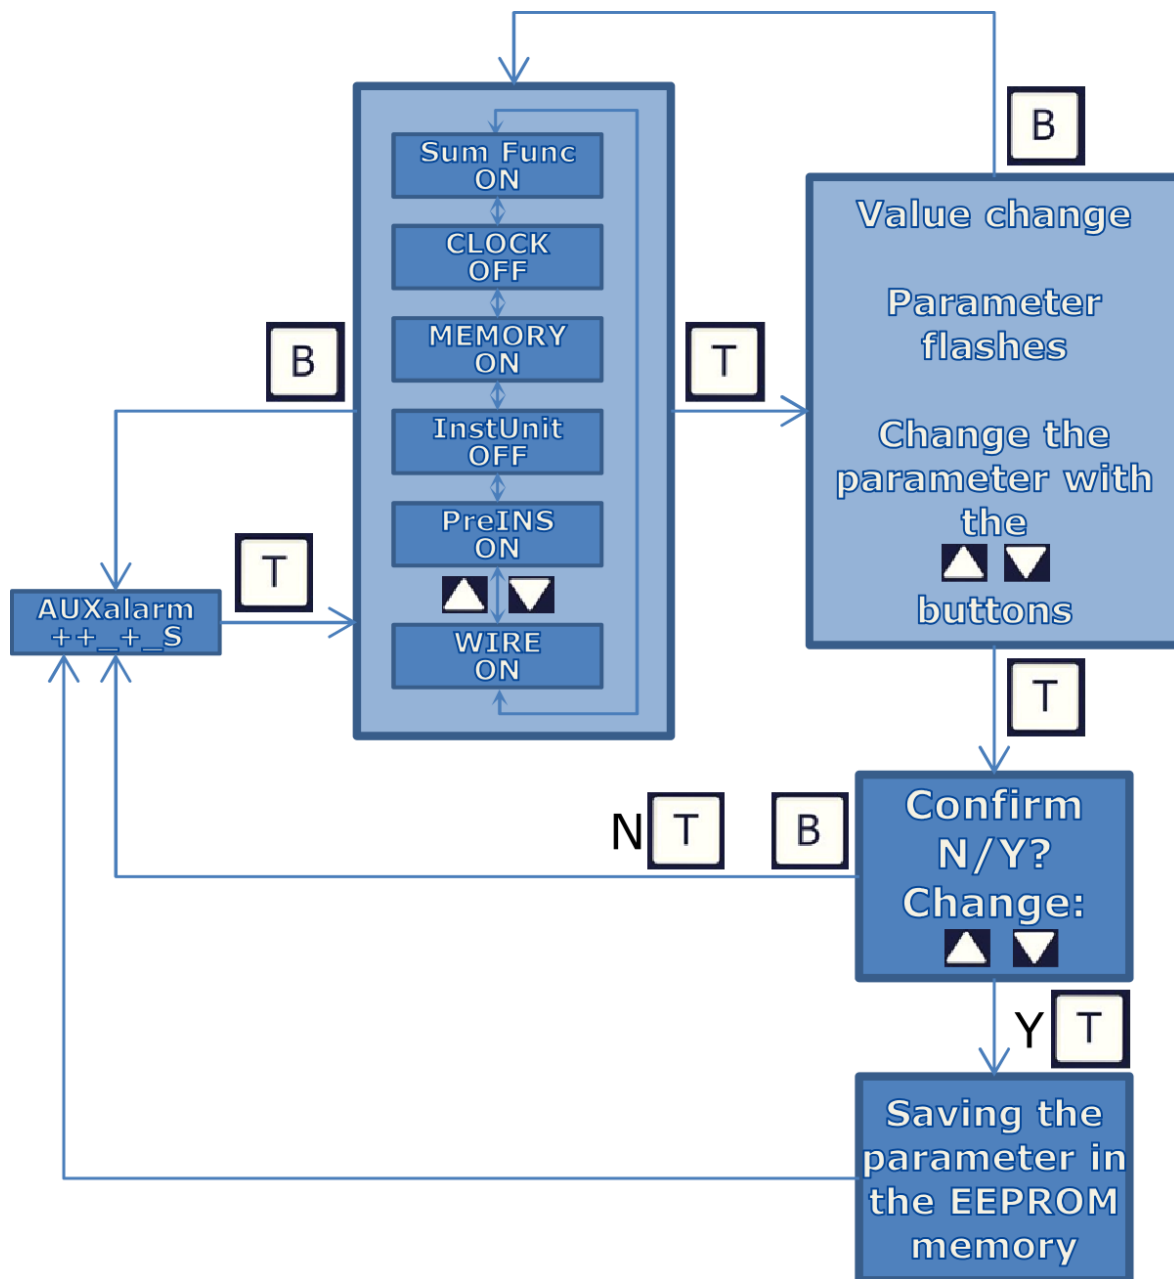 B
Sum Func
ON
CLOCK
OFF
MEMORY
ON
InstUnit
OFF
PreINS
ON
WIRE
ON
B
T
T
AUXalarm
++_+_S
Value change
Parameter
flashes
Change the
parameter with
the
buttons
T
Confirm
N/Y?
Change:
N T B
Y T
Saving the
parameter in
the EEPROM
memory